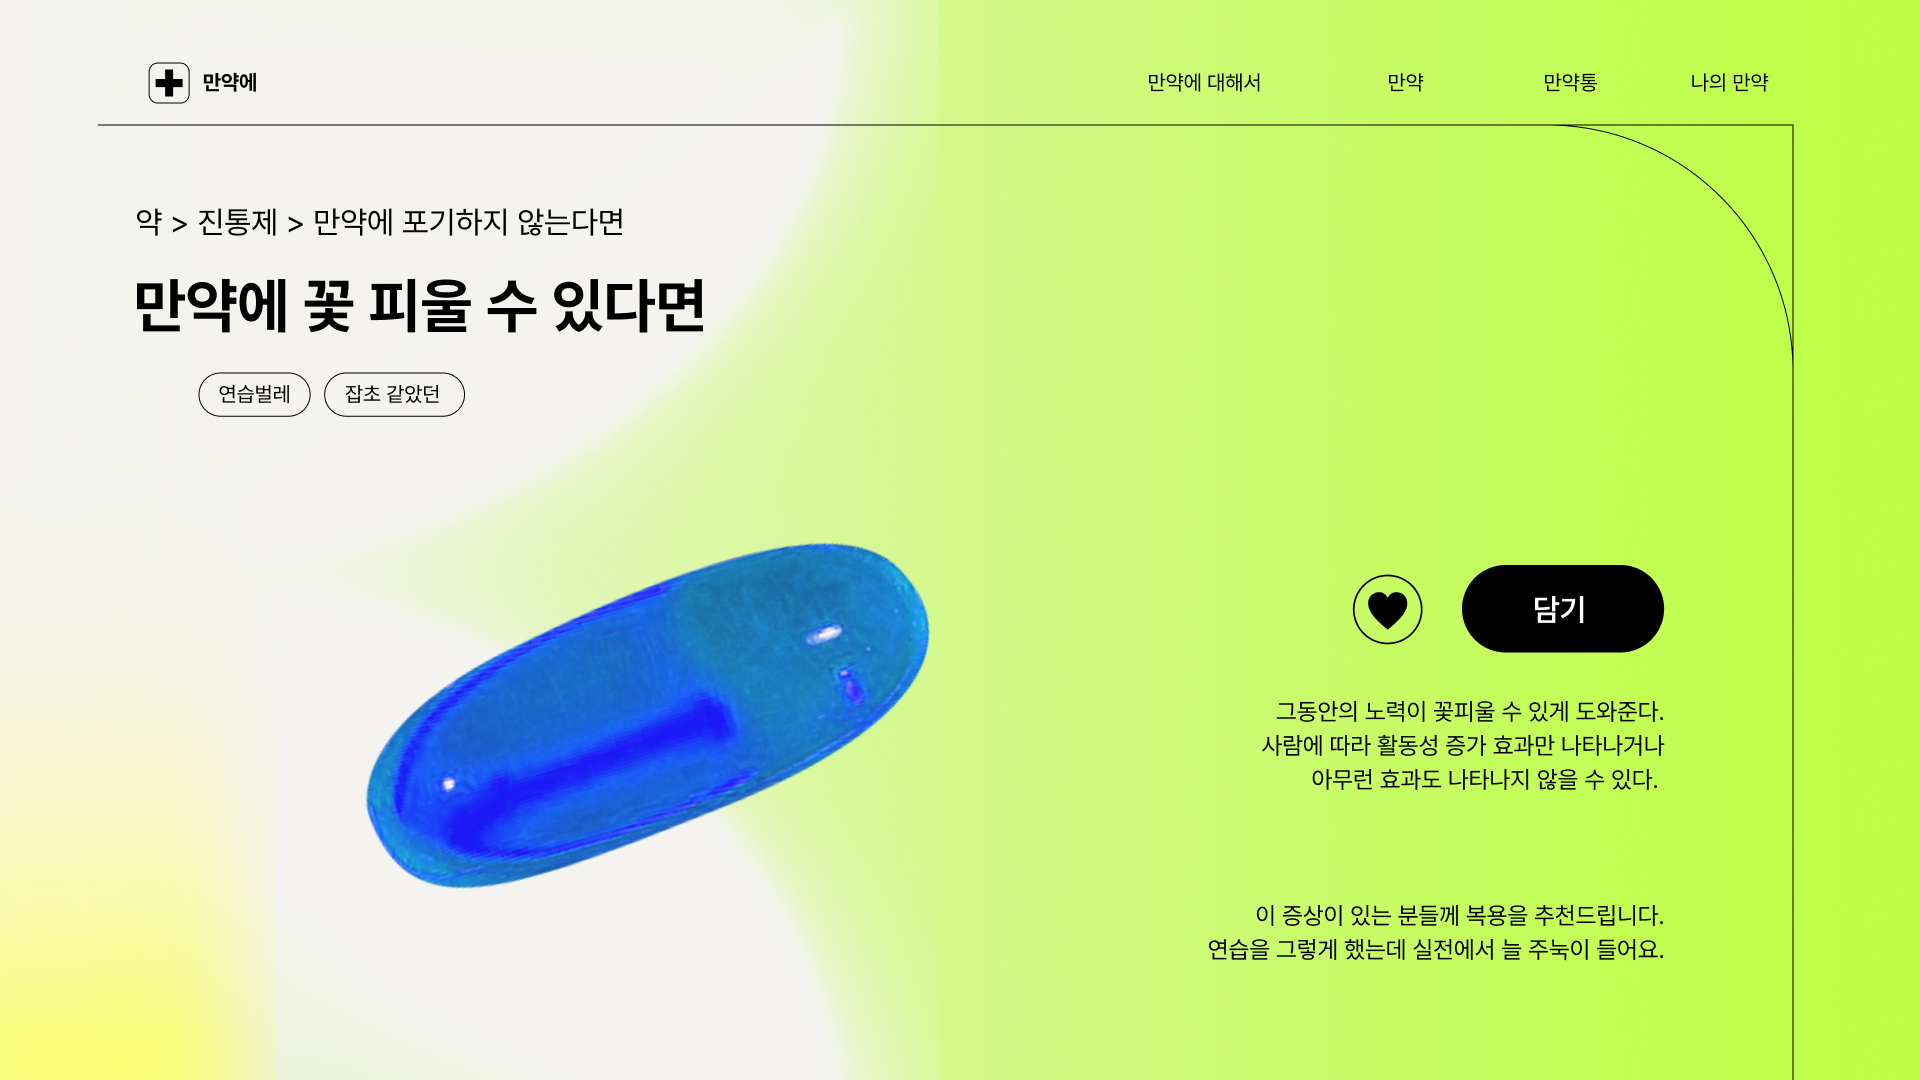 만약에
만약에 대해서
만약
만약통
나의 만약
약 > 진통제 > 만약에 포기하지 않는다면
만약에 꽃 피울 수 있다면
연습벌레
잡초 같았던
담기
그동안의 노력이 꽃피울 수 있게 도와준다.
사람에 따라 활동성 증가 효과만 나타나거나
아무런 효과도 나타나지 않을 수 있다.
이 증상이 있는 분들께 복용을 추천드립니다.
연습을 그렇게 했는데 실전에서 늘 주눅이 들어요.